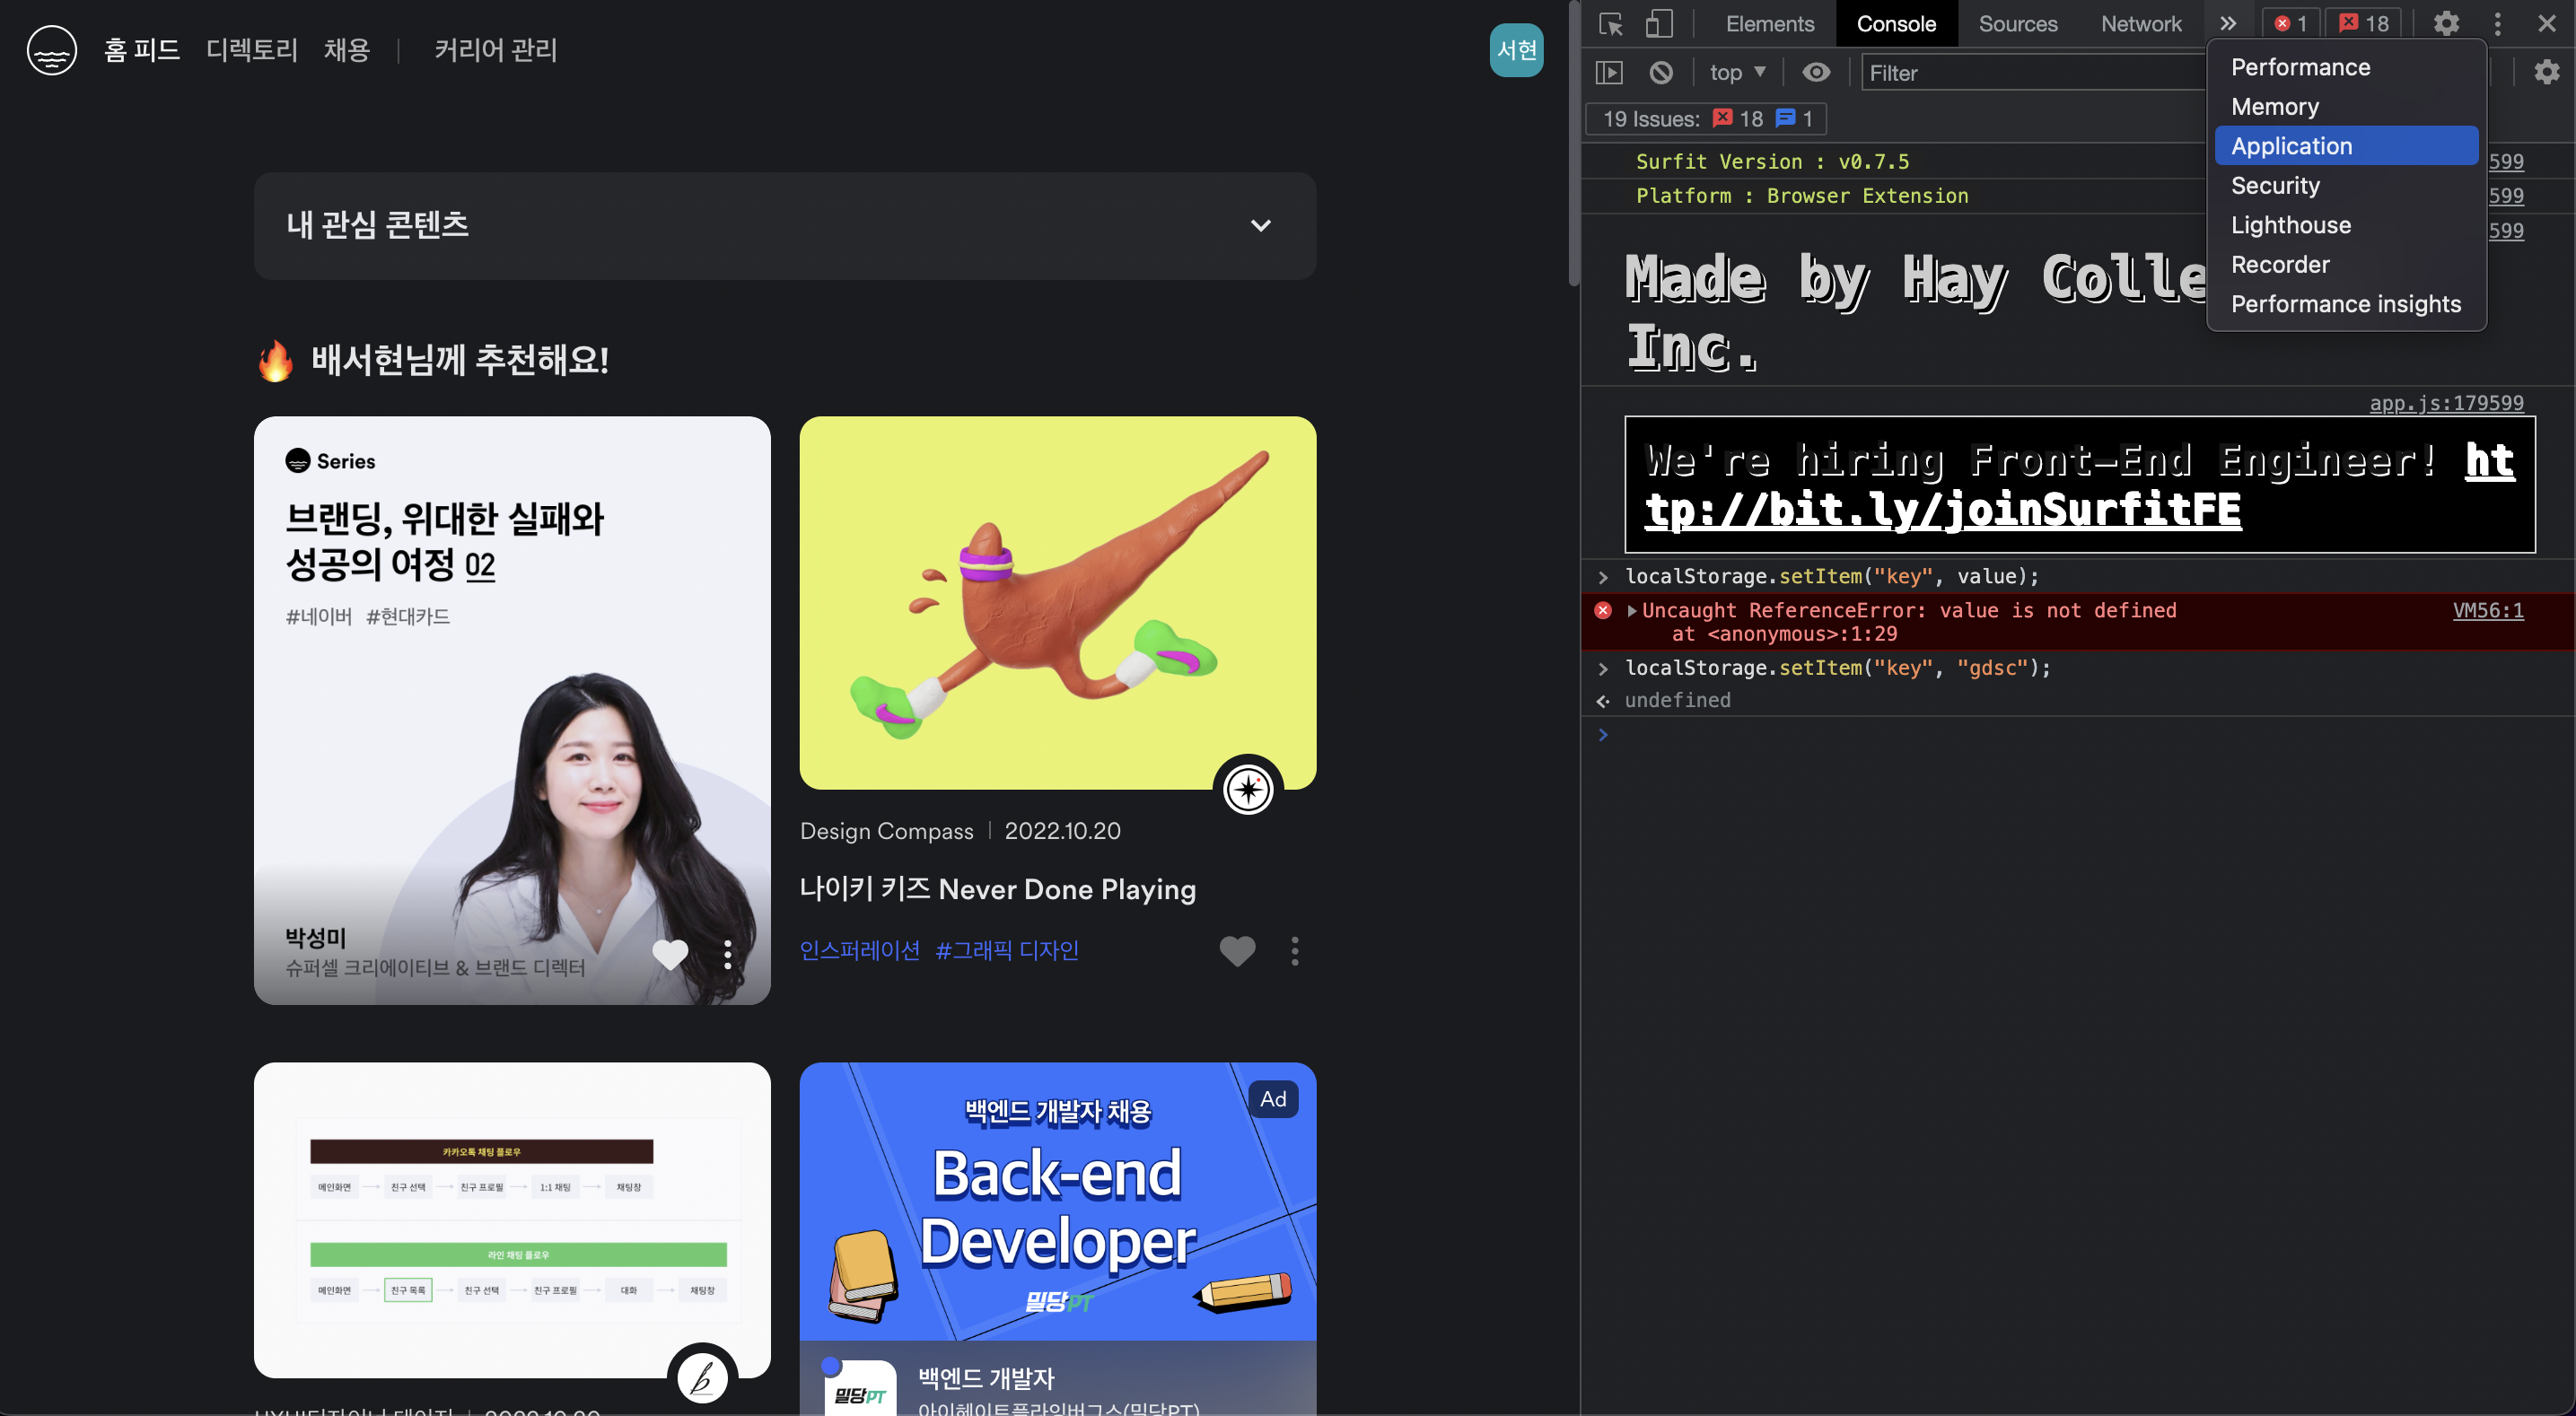 홈 피드 디렉토리 채용 | 커리어 관리
서현
내 관심 콘텐츠
배서현님께 추천해요!
Series
브랜딩, 위대한 실패와
성공의 여정 02
#네이버 #현대카드
박성미
슈퍼셀 크리에이티브 & 브랜드 디렉터
Design Compass | 2022.10.20
나이키 키즈 Never Done Playing
인스퍼레이션 #그래픽 디자인
카카오톡 채팅 플로우
메인화면 친구 선택 친구 프로필 1:1 채팅 채팅창
라인 채팅 플로우
메인화면 친구 목록 친구 선택 친구 프로필 대화 채팅창
Ad
백엔드 개발자 채용
Back-end
Developer
밀당PT
밀당PT
백엔드 개발자
아이헤이트플라잉버그스(밀당PT)
Elements Console Sources Network » 1 18
top ▼ Filter
19 Issues: 18 1
Performance
Memory
Application
Security
Lighthouse
Recorder
Performance insights
Surfit Version : v0.7.5
599
Platform : Browser Extension
599
599
Made by Hay Colle
Inc.
app.js:179599
We're hiring Front-End Engineer! ht
tp://bit.ly/joinSurfitFE
> localStorage.setItem("key", value);
Uncaught ReferenceError: value is not defined VM56:1
at <anonymous>:1:29
> localStorage.setItem("key", "gdsc");
undefined
>